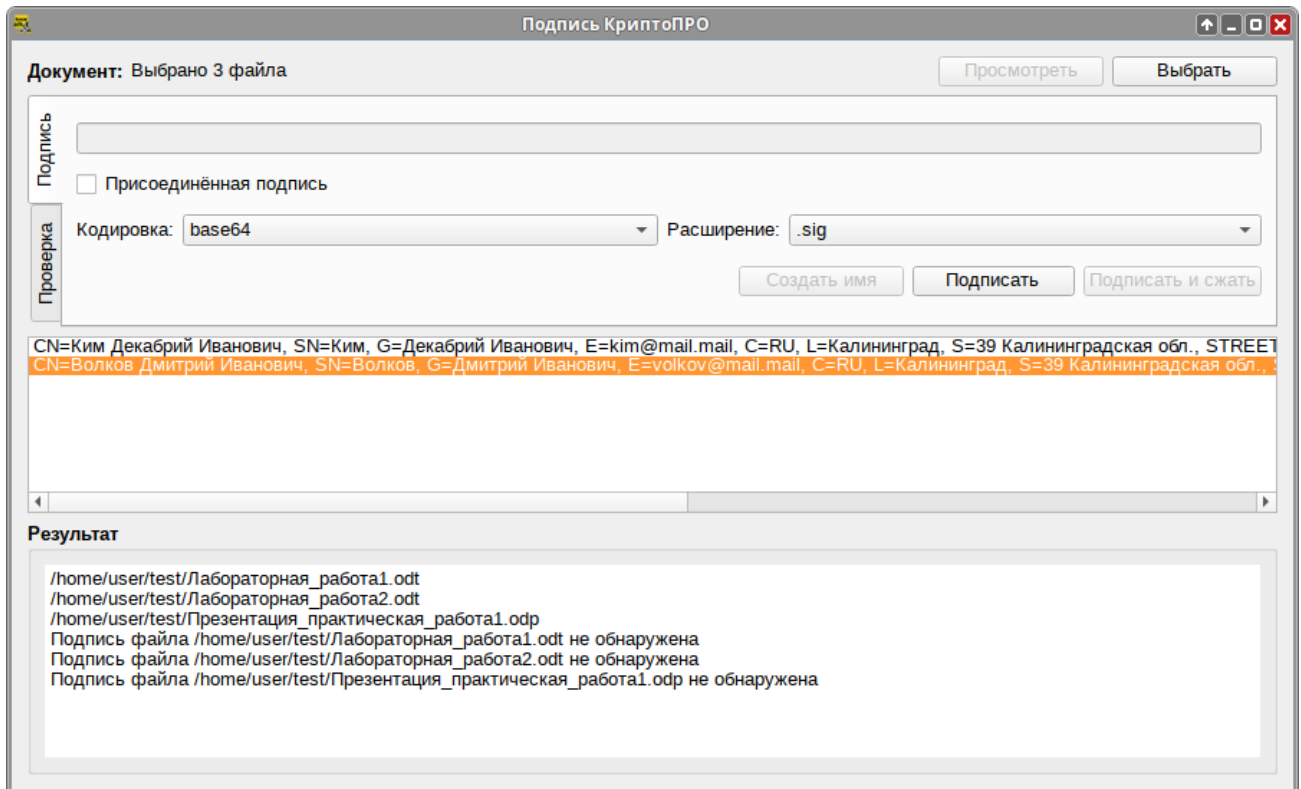 Подпись КриптоПРО
Документ: Выбрано 3 файла
Просмотреть
Выбрать
Подпись
Проверка
Присоединённая подпись
Кодировка: base64
Расширение: .sig
Создать имя
Подписать
Подписать и сжать
CN=Ким Декабрий Иванович, SN=Ким, G=Декабрий Иванович, E=kim@mail.mail, C=RU, L=Калининград, S=39 Калининградская обл., STREET
CN=Волков Дмитрий Иванович, SN=Волков, G=Дмитрий Иванович, E=volkov@mail.mail, C=RU, L=Калининград, S=39 Калининградская обл.,
Результат
/home/user/test/Лабораторная_работа1.odt
/home/user/test/Лабораторная_работа2.odt
/home/user/test/Презентация_практическая_работа1.odp
Подпись файла /home/user/test/Лабораторная_работа1.odt не обнаружена
Подпись файла /home/user/test/Лабораторная_работа2.odt не обнаружена
Подпись файла /home/user/test/Презентация_практическая_работа1.odp не обнаружена